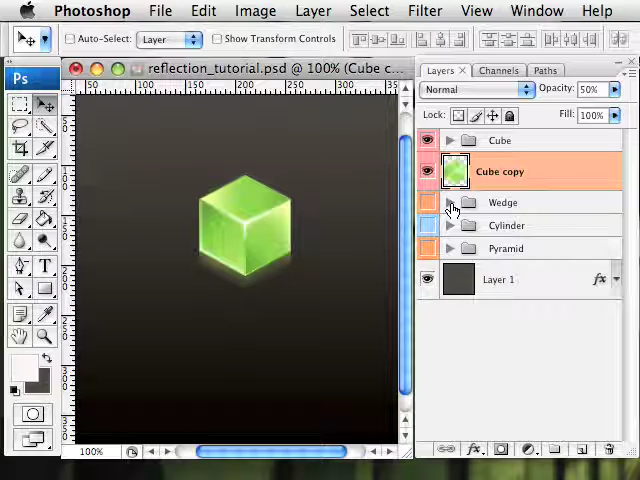 Photoshop File Edit Image Layer Select Filter View Window Help
Auto-Select: Layer Show Transform Controls
Ps
reflection_tutorial.psd @ 100% (Cube c...
50 100 150 200 250 300 35
Layers x Channels Paths
Normal Opacity: 50%
Lock: Fill: 100%
Cube
Cube copy
Wedge
Cylinder
Pyramid
Layer 1 fx
T
100%
fx